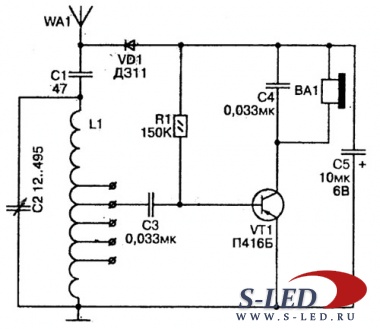 WA1
C1
47
VD1
Д311
C4
0,033мк
BA1
R1
150К
L1
C2 12..495
C5
10мк
6В
+
C3
0,033мк
VT1
П416Б
S-LED
WWW.S-LED.RU